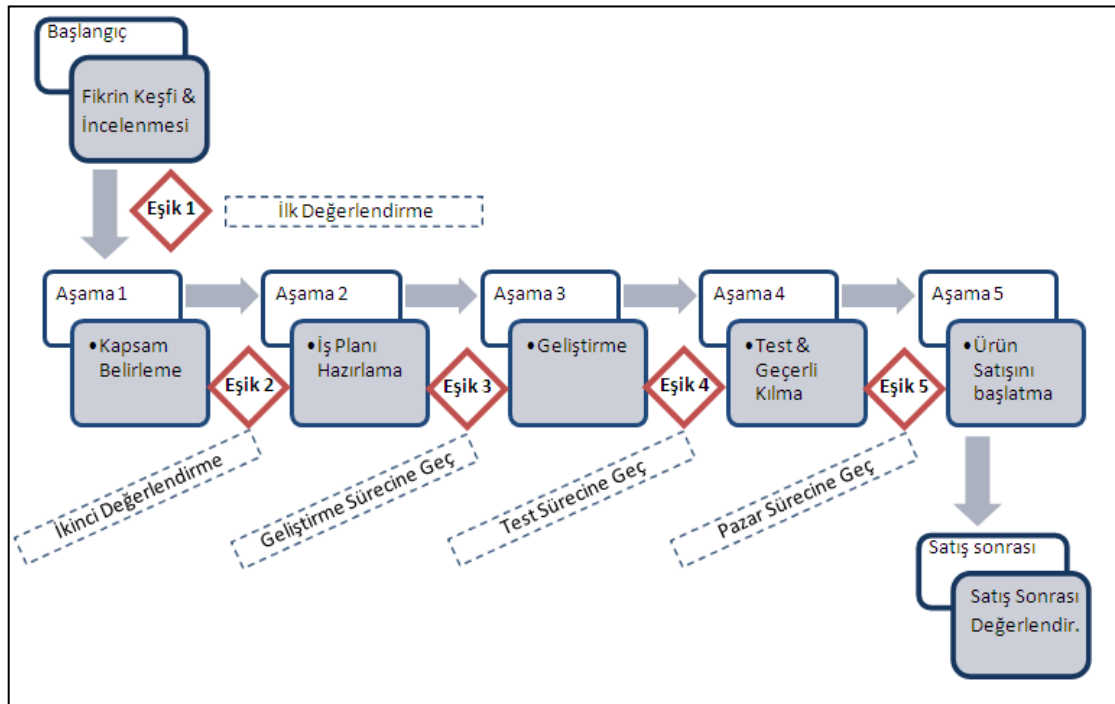 Başlangıç
Fikrin Keşfi &
İncelenmesi
Eşik 1
İlk Değerlendirme
Aşama 1
•Kapsam
Belirleme
Eşik 2
İkinci Değerlendirme
Aşama 2
•İş Planı
Hazırlama
Eşik 3
Geliştirme Sürecine Geç
Aşama 3
•Geliştirme
Eşik 4
Test Sürecine Geç
Aşama 4
•Test &
Geçerli
Kılma
Eşik 5
Pazar Sürecine Geç
Aşama 5
•Ürün
Satışını
başlatma
Satış sonrası
Satış Sonrası
Değerlendir.